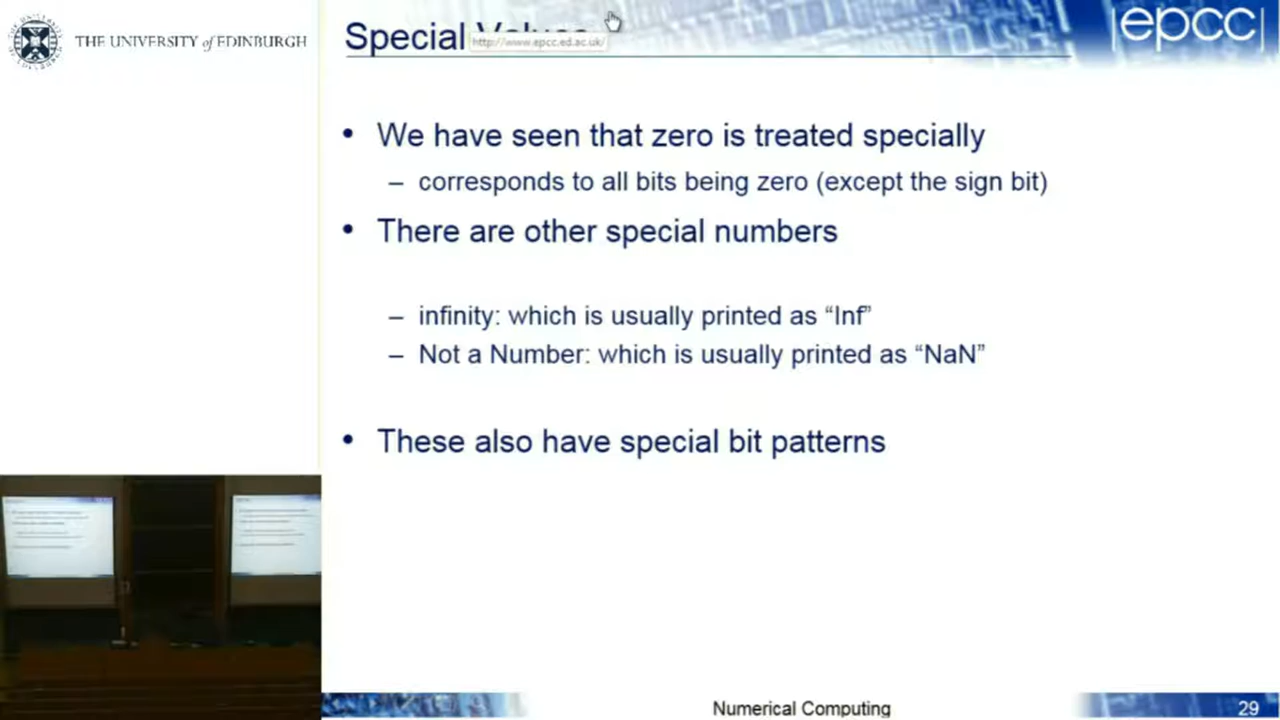 THE UNIVERSITY of EDINBURGH
Special Values
http://www.epcc.ed.ac.uk/
|epcc|
• We have seen that zero is treated specially
– corresponds to all bits being zero (except the sign bit)
• There are other special numbers
– infinity: which is usually printed as “Inf”
– Not a Number: which is usually printed as “NaN”
• These also have special bit patterns
Numerical Computing
29